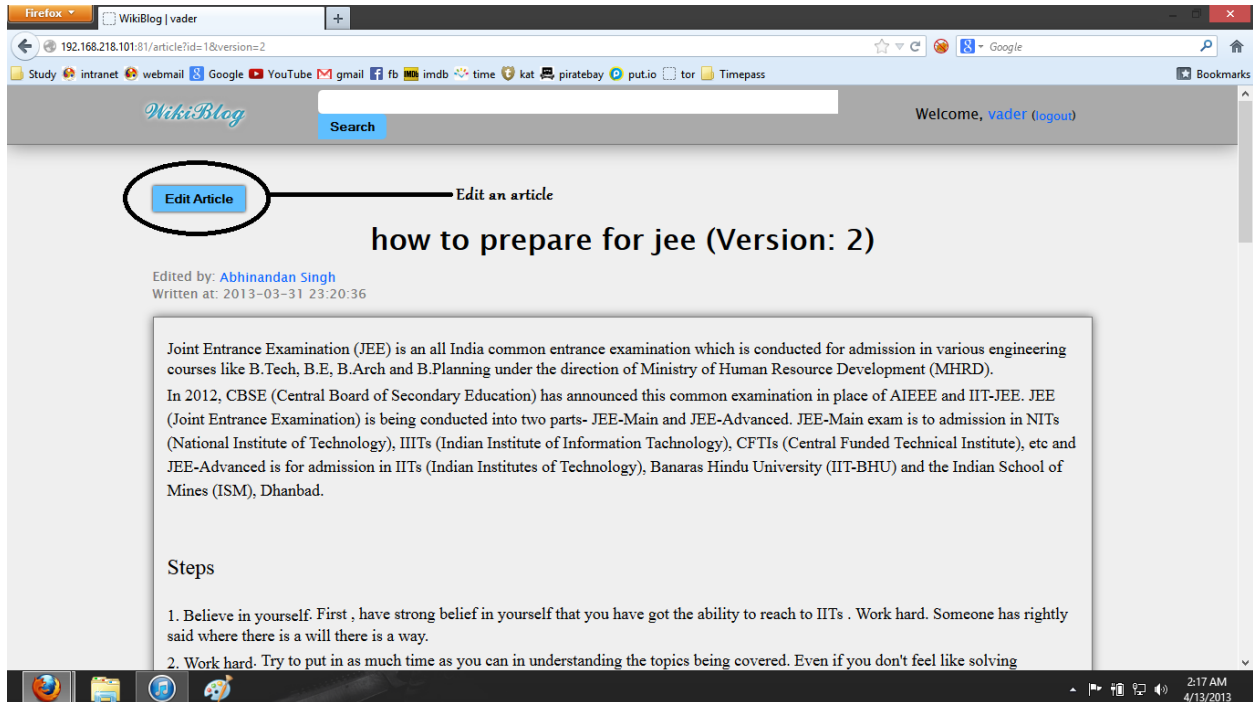 Firefox
WikiBlog | vader
192.168.218.101:81/article?id=1&version=2
Google
Study intranet webmail Google YouTube gmail fb imdb time kat piratebay put.io tor Timepass
Bookmarks
WikiBlog
Search
Welcome, vader (logout)
Edit Article
Edit an article
how to prepare for jee (Version: 2)
Edited by: Abhinandan Singh
Written at: 2013-03-31 23:20:36
Joint Entrance Examination (JEE) is an all India common entrance examination which is conducted for admission in various engineering
courses like B.Tech, B.E, B.Arch and B.Planning under the direction of Ministry of Human Resource Development (MHRD).
In 2012, CBSE (Central Board of Secondary Education) has announced this common examination in place of AIEEE and IIT-JEE. JEE
(Joint Entrance Examination) is being conducted into two parts- JEE-Main and JEE-Advanced. JEE-Main exam is to admission in NITs
(National Institute of Technology), IIITs (Indian Institute of Information Tachnology), CFTIs (Central Funded Technical Institute), etc and
JEE-Advanced is for admission in IITs (Indian Institutes of Technology), Banaras Hindu University (IIT-BHU) and the Indian School of
Mines (ISM), Dhanbad.
Steps
1. Believe in yourself. First , have strong belief in yourself that you have got the ability to reach to IITs . Work hard. Someone has rightly
said where there is a will there is a way.
2. Work hard. Try to put in as much time as you can in understanding the topics being covered. Even if you don't feel like solving
2:17 AM
4/13/2013